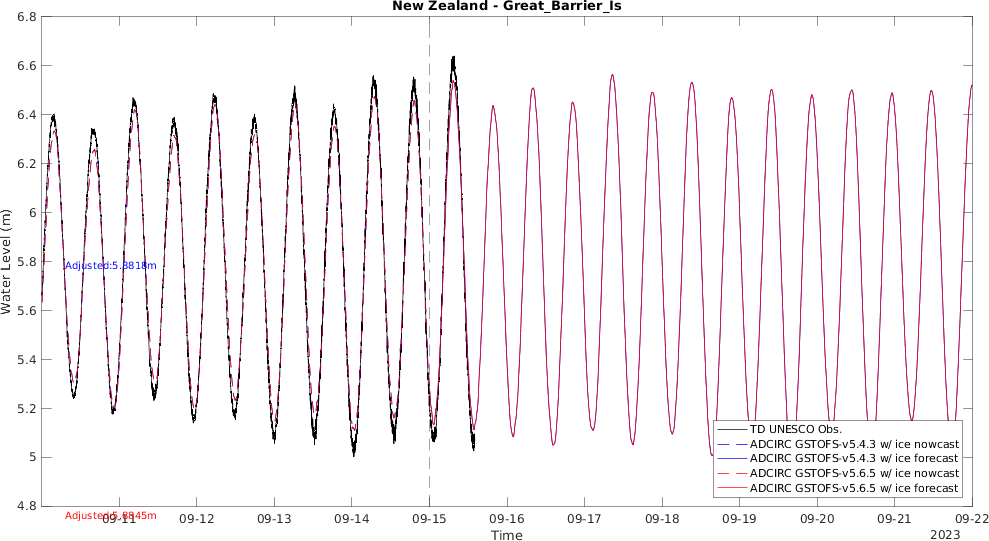 New Zealand - Great_Barrier_Is
6.8
6.6
6.4
6.2
6
5.8
5.6
5.4
5.2
5
4.8
Water Level (m)
Adjusted:5.8818m
Adjusted:5.8845m
09-11
09-12
09-13
09-14
09-15
09-16
09-17
09-18
09-19
09-20
09-21
09-22
Time
2023
TD UNESCO Obs.
ADCIRC GSTOFS-v5.4.3 w/ ice nowcast
ADCIRC GSTOFS-v5.4.3 w/ ice forecast
ADCIRC GSTOFS-v5.6.5 w/ ice nowcast
ADCIRC GSTOFS-v5.6.5 w/ ice forecast